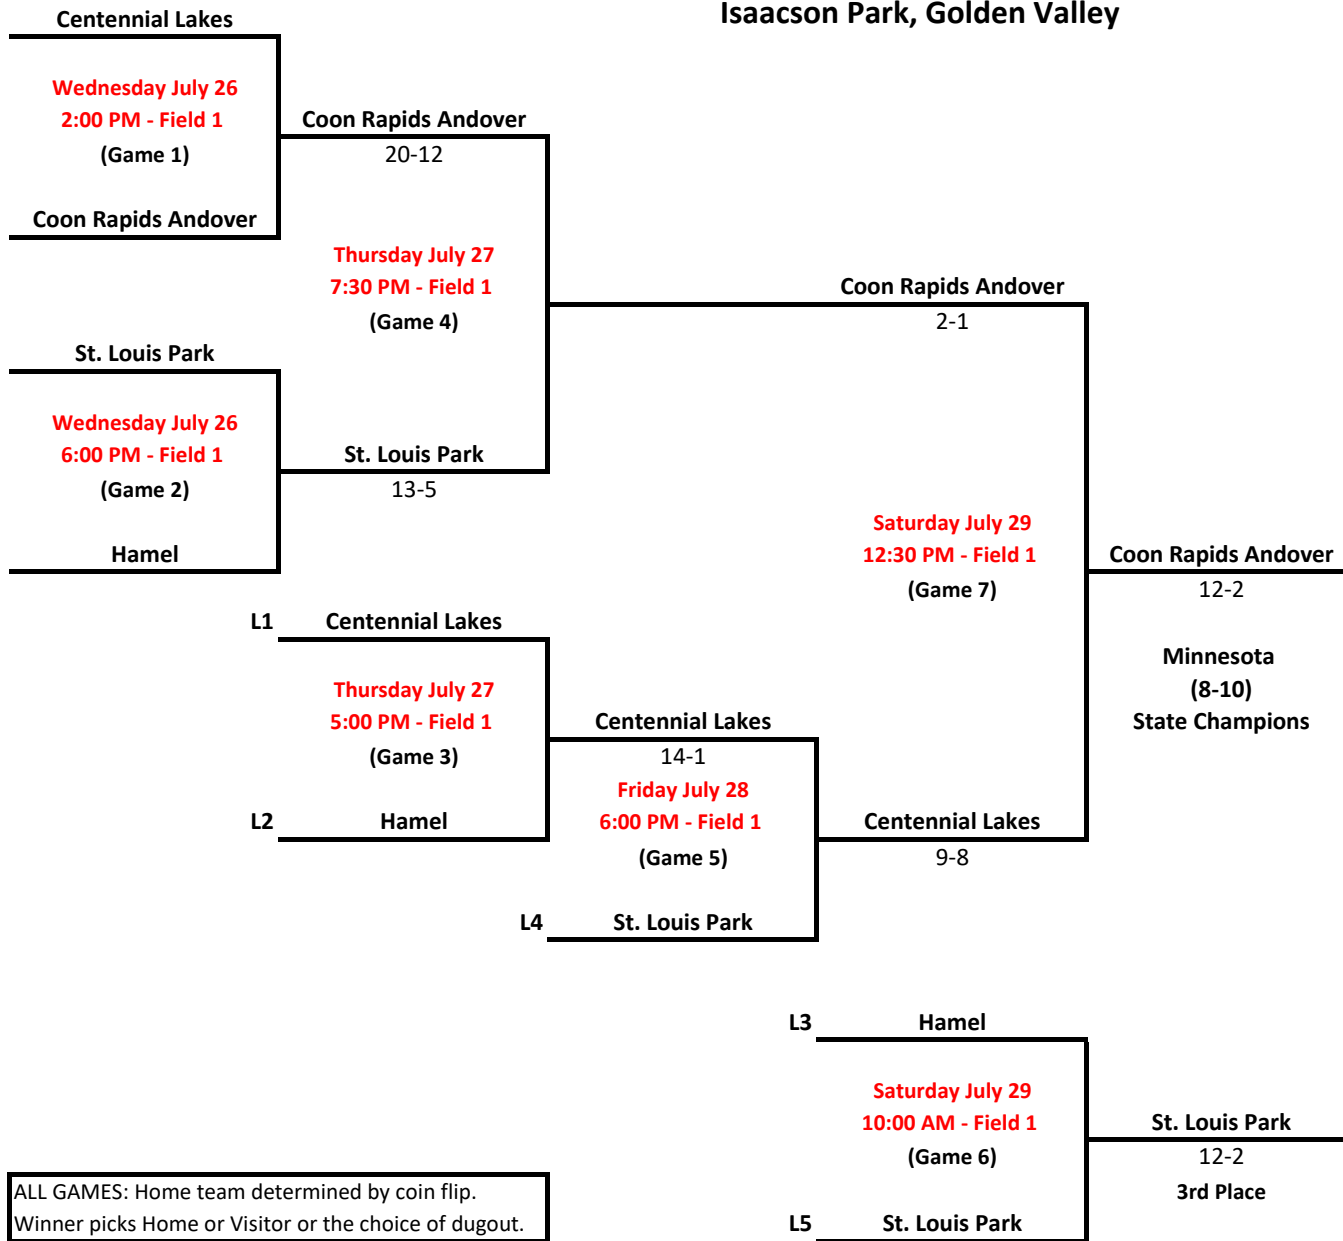 Isaacson Park, Golden Valley
Centennial Lakes
Wednesday July 26
2:00 PM - Field 1
(Game 1)
Coon Rapids Andover
20-12
Coon Rapids Andover
Thursday July 27
7:30 PM - Field 1
(Game 4)
Coon Rapids Andover
2-1
St. Louis Park
Wednesday July 26
6:00 PM - Field 1
(Game 2)
St. Louis Park
13-5
Hamel
Saturday July 29
12:30 PM - Field 1
(Game 7)
Coon Rapids Andover
12-2
Minnesota
(8-10)
State Champions
L1 Centennial Lakes
Thursday July 27
5:00 PM - Field 1
(Game 3)
Centennial Lakes
14-1
L2 Hamel
Friday July 28
6:00 PM - Field 1
(Game 5)
Centennial Lakes
9-8
L4 St. Louis Park
L3 Hamel
Saturday July 29
10:00 AM - Field 1
(Game 6)
St. Louis Park
12-2
3rd Place
L5 St. Louis Park
ALL GAMES: Home team determined by coin flip.
Winner picks Home or Visitor or the choice of dugout.